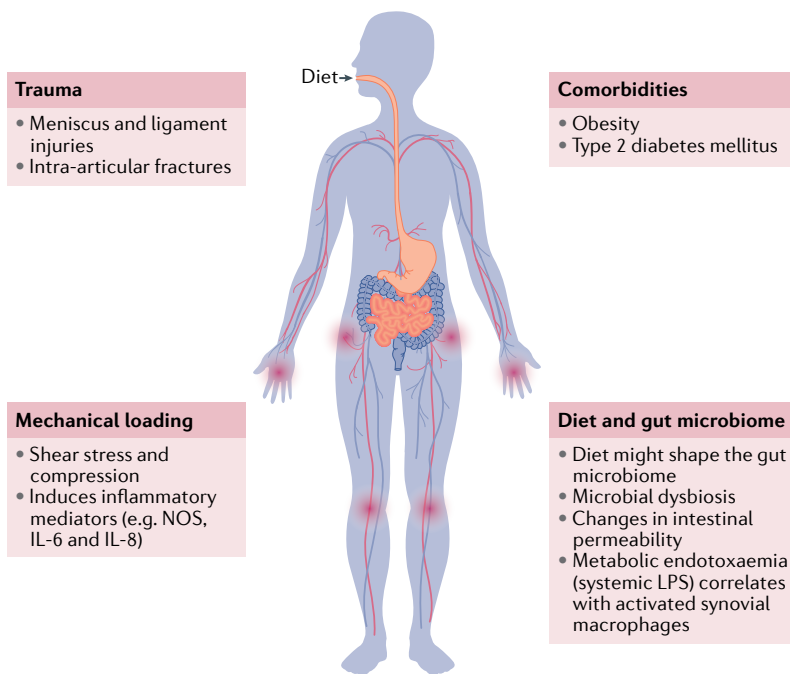 Diet
Trauma
• Meniscus and ligament
injuries
• Intra-articular fractures
Comorbidities
• Obesity
• Type 2 diabetes mellitus
Mechanical loading
• Shear stress and
compression
• Induces inflammatory
mediators (e.g. NOS,
IL-6 and IL-8)
Diet and gut microbiome
• Diet might shape the gut
microbiome
• Microbial dysbiosis
• Changes in intestinal
permeability
• Metabolic endotoxaemia
(systemic LPS) correlates
with activated synovial
macrophages